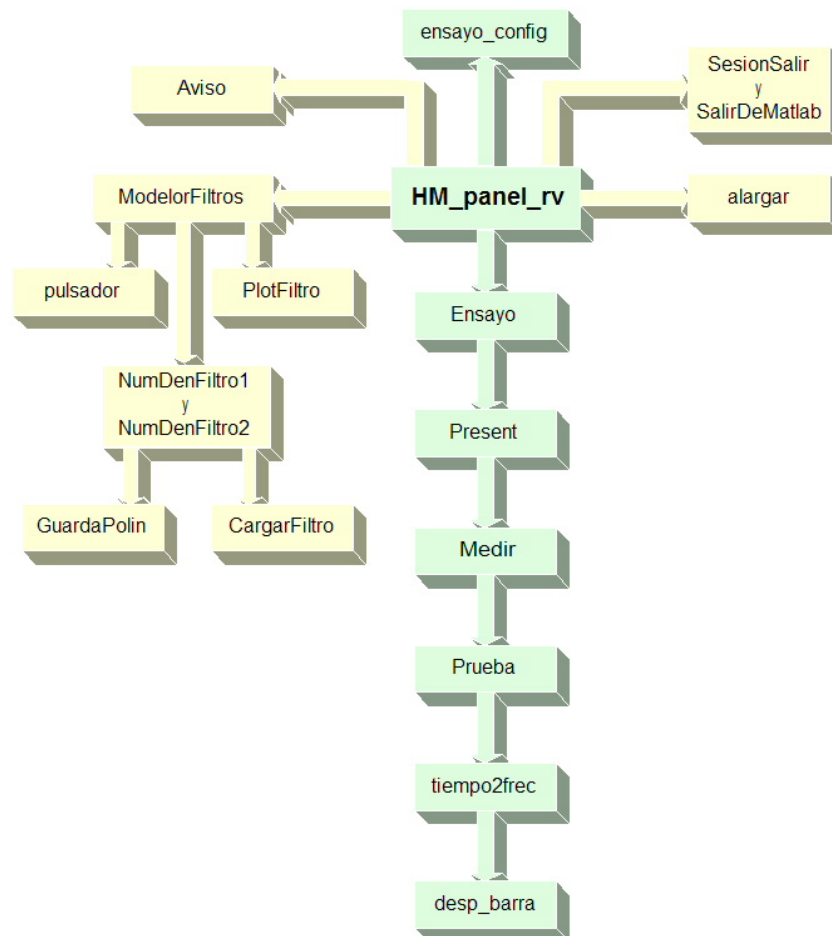 ensayo_config
SesionSalir
y
SalirDeMatlab
Aviso
ModelorFiltros
HM_panel_rv
alargar
pulsador
PlotFiltro
Ensayo
NumDenFiltro1
y
NumDenFiltro2
Present
GuardaPolin
CargarFiltro
Medir
Prueba
tiempo2frec
desp_barra